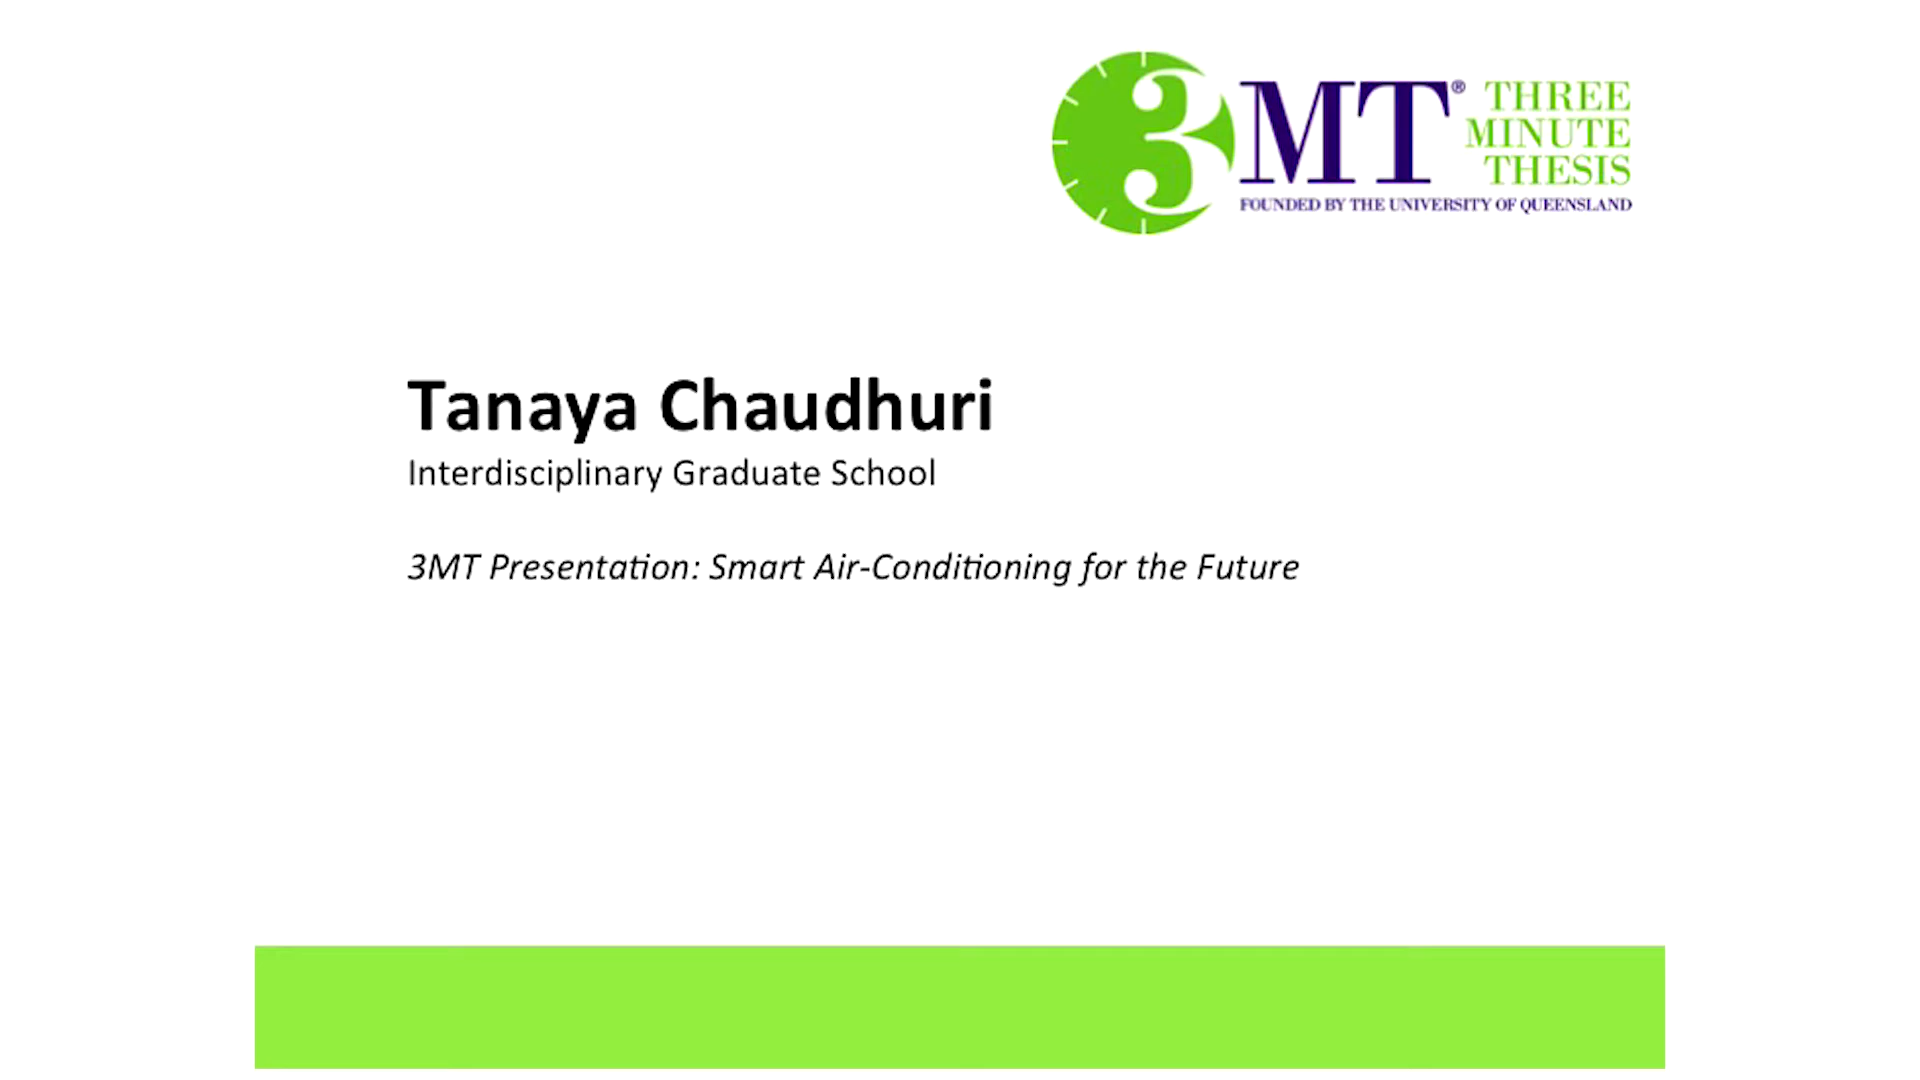 3MT® THREE
MINUTE
THESIS
FOUNDED BY THE UNIVERSITY OF QUEENSLAND
Tanaya Chaudhuri
Interdisciplinary Graduate School
3MT Presentation: Smart Air-Conditioning for the Future